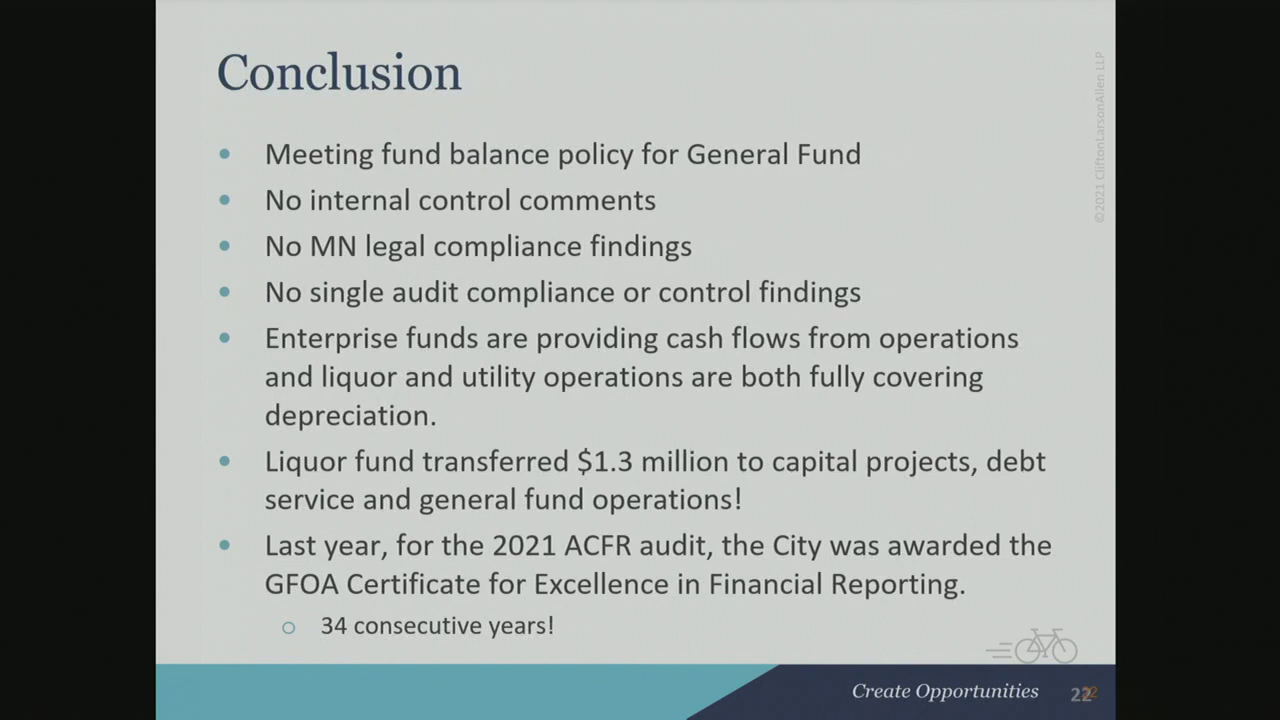 Conclusion
©2021 CliftonLarsonAllen LLP
• Meeting fund balance policy for General Fund
• No internal control comments
• No MN legal compliance findings
• No single audit compliance or control findings
• Enterprise funds are providing cash flows from operations
and liquor and utility operations are both fully covering
depreciation.
• Liquor fund transferred $1.3 million to capital projects, debt
service and general fund operations!
• Last year, for the 2021 ACFR audit, the City was awarded the
GFOA Certificate for Excellence in Financial Reporting.
○ 34 consecutive years!
Create Opportunities
22